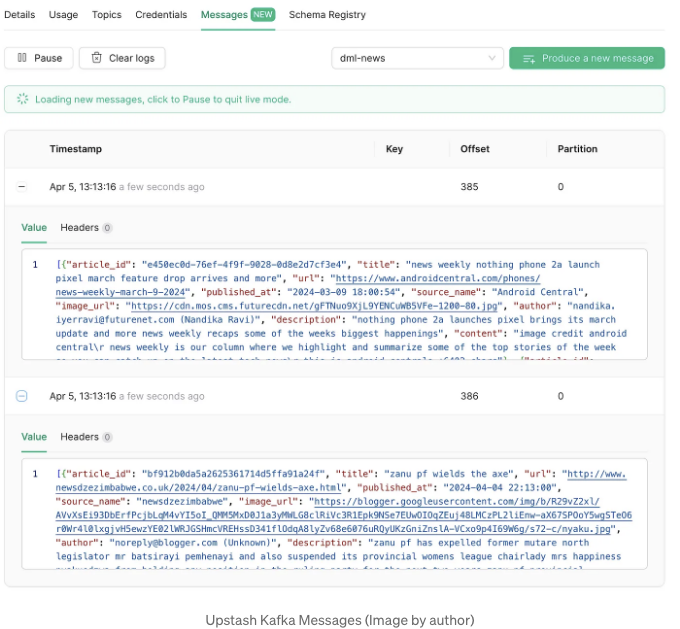 Details Usage Topics Credentials Messages NEW Schema Registry
Pause Clear logs dml-news Produce a new message
Loading new messages, click to Pause to quit live mode.
Timestamp Key Offset Partition
Apr 5, 13:13:16 a few seconds ago 385 0
Value Headers 0
1 [{"article_id": "e450ec0d-76ef-4f9f-9028-0d8e2d7cf3e4", "title": "news weekly nothing phone 2a launch
pixel march feature drop arrives and more", "url": "https://www.androidcentral.com/phones/
news-weekly-march-9-2024", "published_at": "2024-03-09 18:00:54", "source_name": "Android Central",
"image_url": "https://cdn.mos.cms.futurecdn.net/gFTNuo9XjL9YENCuWB5VFe-1200-80.jpg", "author": "nandika.
iyerravi@futurenet.com (Nandika Ravi)", "description": "nothing phone 2a launches pixel brings its march
update and more news weekly recaps some of the weeks biggest happenings", "content": "image credit android
central\r news weekly is our column where we highlight and summarize some of the top stories of the week
Apr 5, 13:13:16 a few seconds ago 386 0
Value Headers 0
1 [{"article_id": "bf912b0da5a2625361714d5ffa91a24f", "title": "zanu pf wields the axe", "url": "http://www.
newsdzezimbabwe.co.uk/2024/04/zanu-pf-wields-axe.html", "published_at": "2024-04-04 22:13:00",
"source_name": "newsdzezimbabwe", "image_url": "https://blogger.googleusercontent.com/img/b/R29vZ2xl/
"author": "noreply@blogger.com (Unknown)", "description": "zanu pf has expelled former mutare north
legislator mr batsirayi pemhenayi and also suspended its provincial womens league chairlady mrs happiness
Upstash Kafka Messages (Image by author)